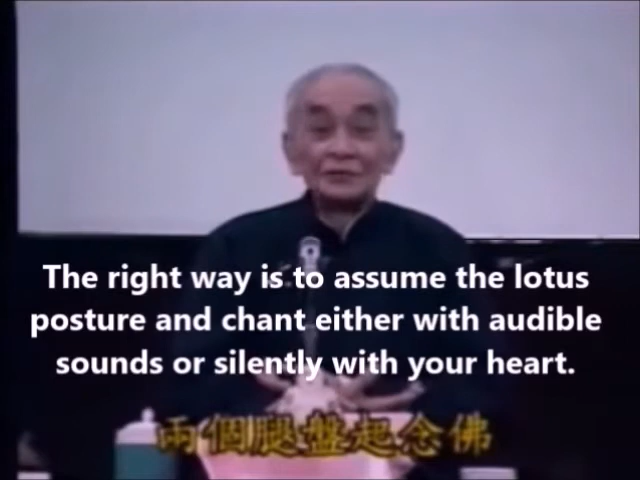 The right way is to assume the lotus
posture and chant either with audible
sounds or silently with your heart.
兩個腿盤起念佛